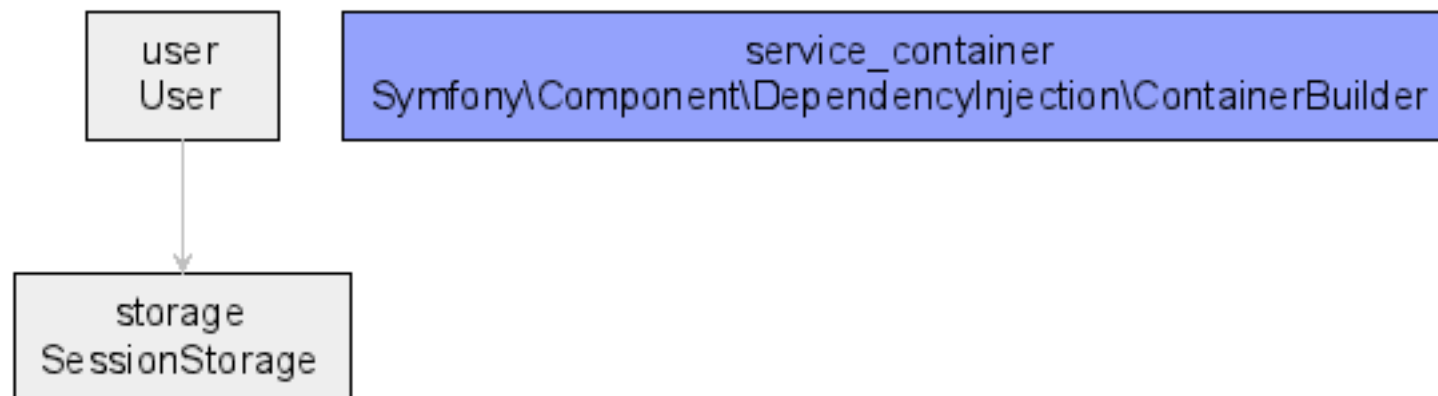 user
User
service_container
Symfony\Component\DependencyInjection\ContainerBuilder
storage
SessionStorage